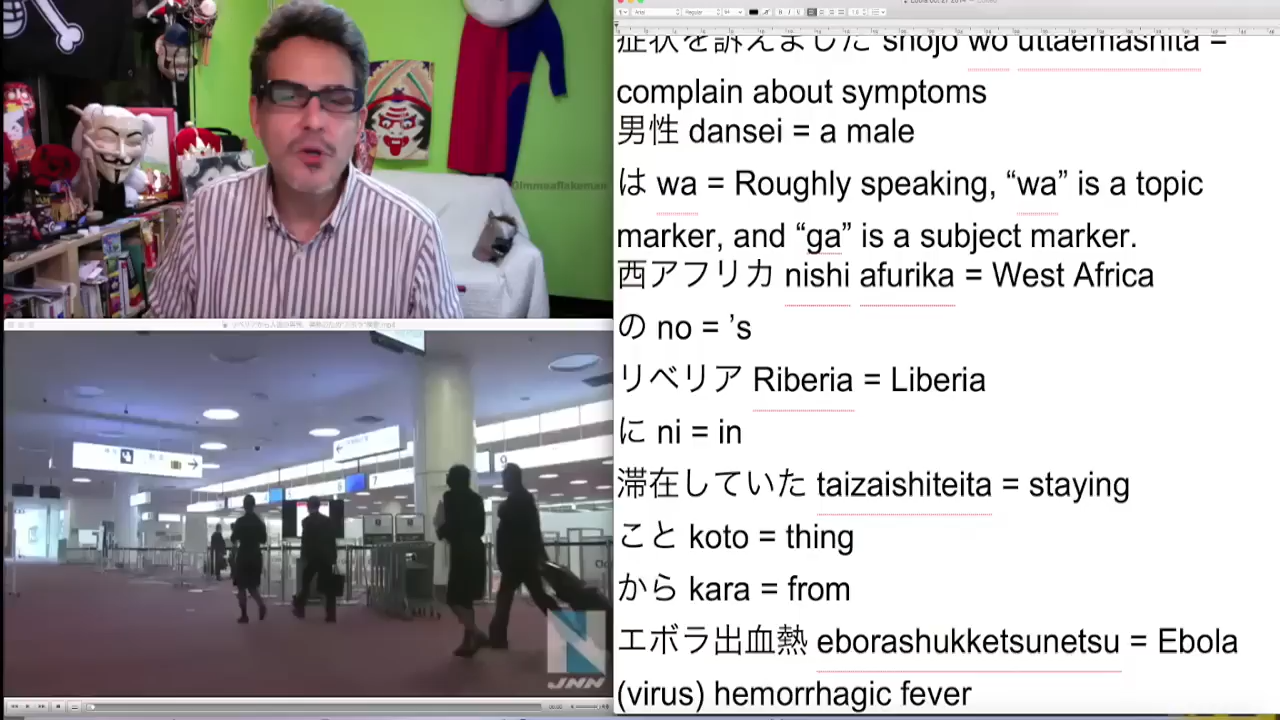 症状を訴えました shojo wo uttaemashita =
complain about symptoms
男性 dansei = a male
は wa = Roughly speaking, “wa” is a topic
marker, and “ga” is a subject marker.
西アフリカ nishi afurika = West Africa
の no = ’s
リベリア Riberia = Liberia
に ni = in
滞在していた taizaishiteita = staying
こと koto = thing
から kara = from
エボラ出血熱 eborashukketsunetsu = Ebola
(virus) hemorrhagic fever
Gimmeaflakeman
7
9
N
JNN